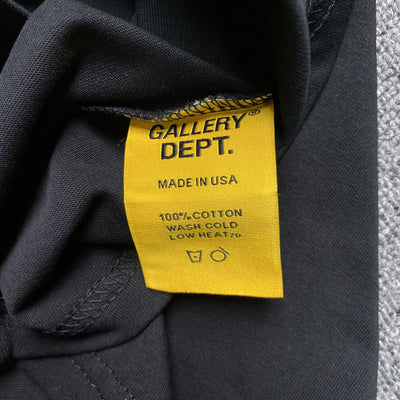 GALLERY®
DEPT.
MADE IN USA
100% COTTON
WASH COLD
LOW HEAT